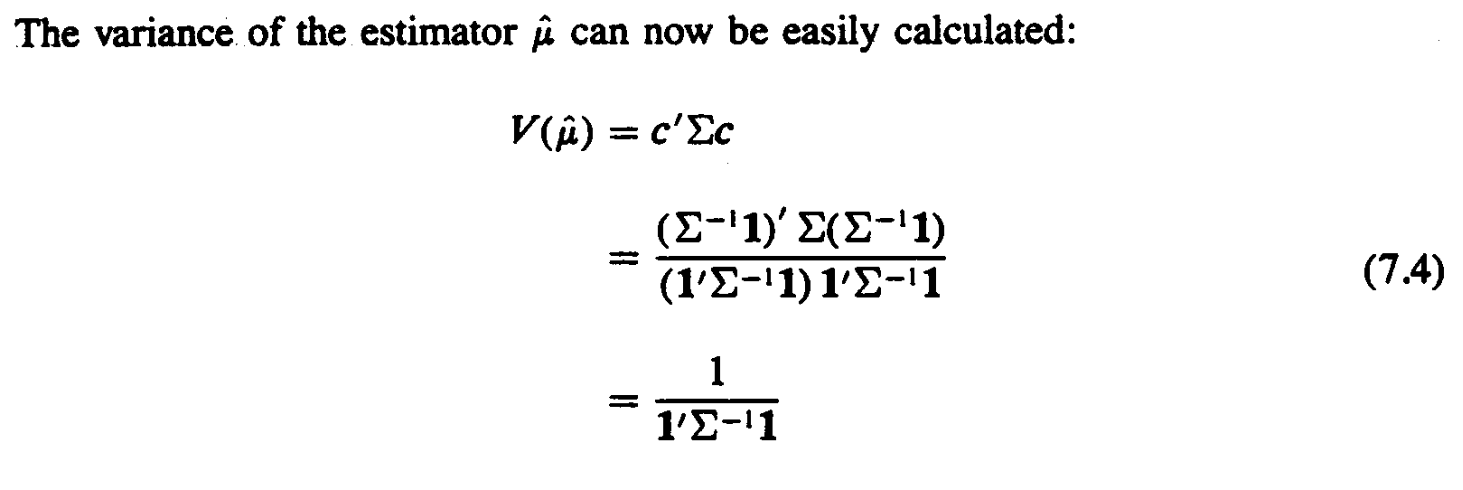 The variance of the estimator μ̂ can now be easily calculated:
V(μ̂) = c′Σc
= (Σ⁻¹1)′ Σ(Σ⁻¹1) / (1′Σ⁻¹1) 1′Σ⁻¹1 (7.4)
= 1 / 1′Σ⁻¹1